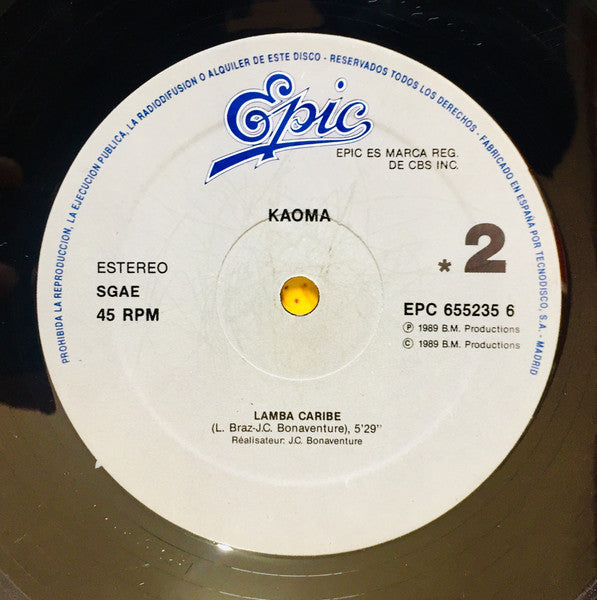 PROHIBIDA LA REPRODUCCION, LA EJECUCION PUBLICA, LA RADIODIFUSION O ALQUILER DE ESTE DISCO - RESERVADOS TODOS LOS DERECHOS - FABRICADO EN ESPAÑA POR TECNODISCO, S.A. - MADRID
Epic
EPIC ES MARCA REG.
DE CBS INC.
KAOMA
ESTEREO
* 2
SGAE
45 RPM
EPC 655235 6
Ⓟ 1989 B.M. Productions
© 1989 B.M. Productions
LAMBA CARIBE
(L. Braz-J.C. Bonaventure), 5'29"
Réalisateur: J.C. Bonaventure